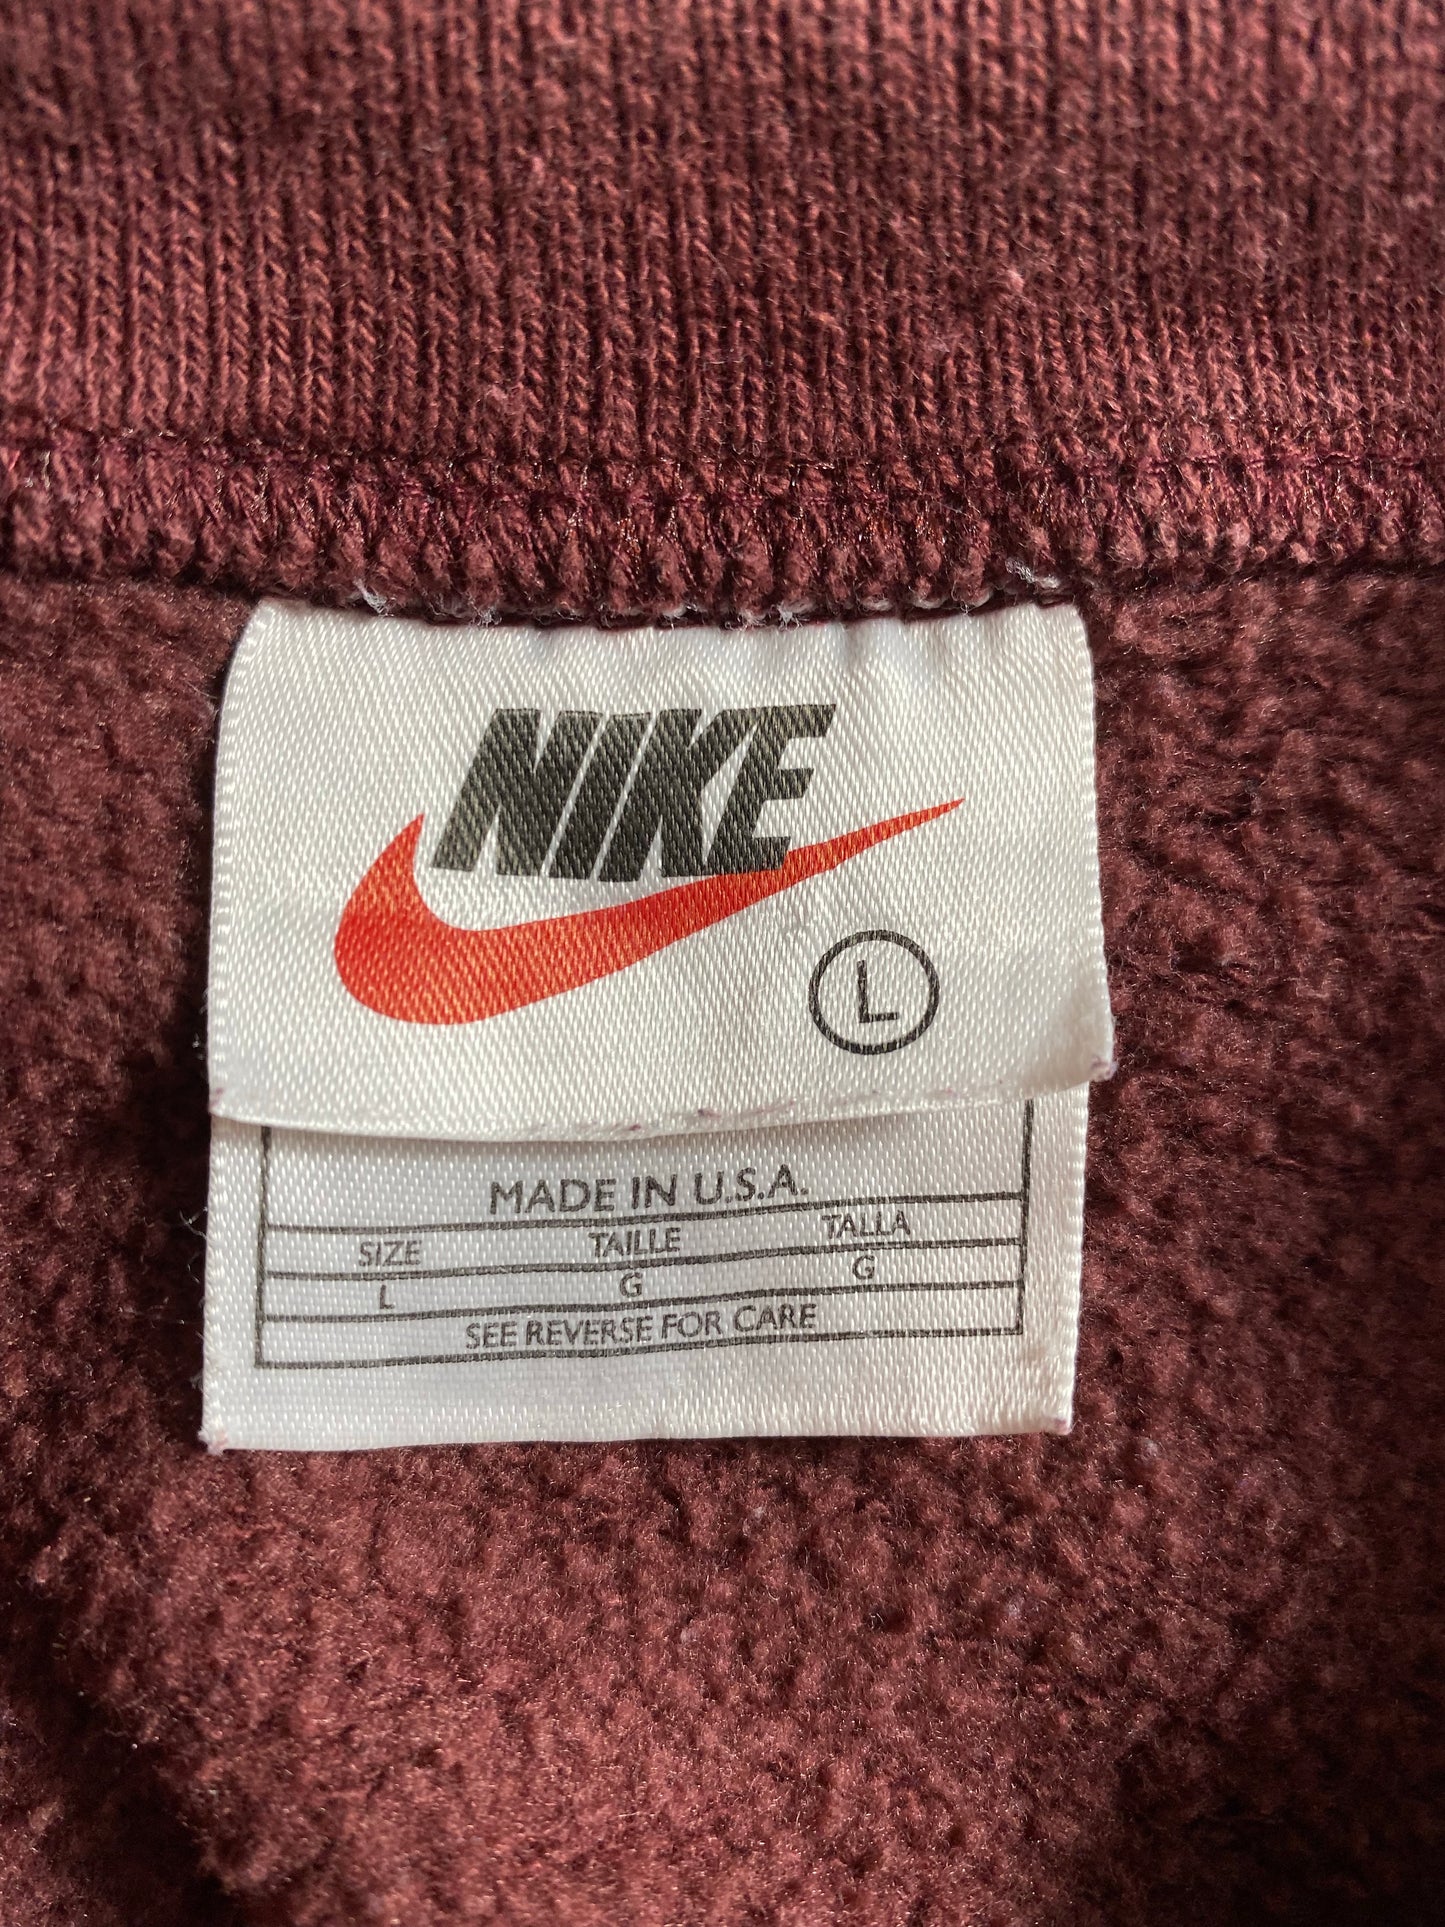 NIKE
L
MADE IN U.S.A.
SIZE TAILLE TALLA
L G G
SEE REVERSE FOR CARE